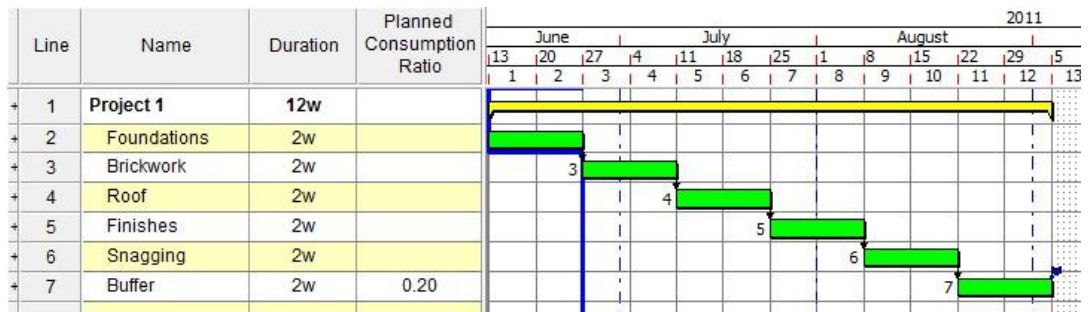 Line Name Duration Planned Consumption Ratio
2011
June July August
13 20 27 4 11 18 25 1 8 15 22 29 5
1 2 3 4 5 6 7 8 9 10 11 12 13
+ 1 Project 1 12w
+ 2 Foundations 2w
+ 3 Brickwork 2w 3
+ 4 Roof 2w 4
+ 5 Finishes 2w 5
+ 6 Snagging 2w 6
+ 7 Buffer 2w 0.20 7